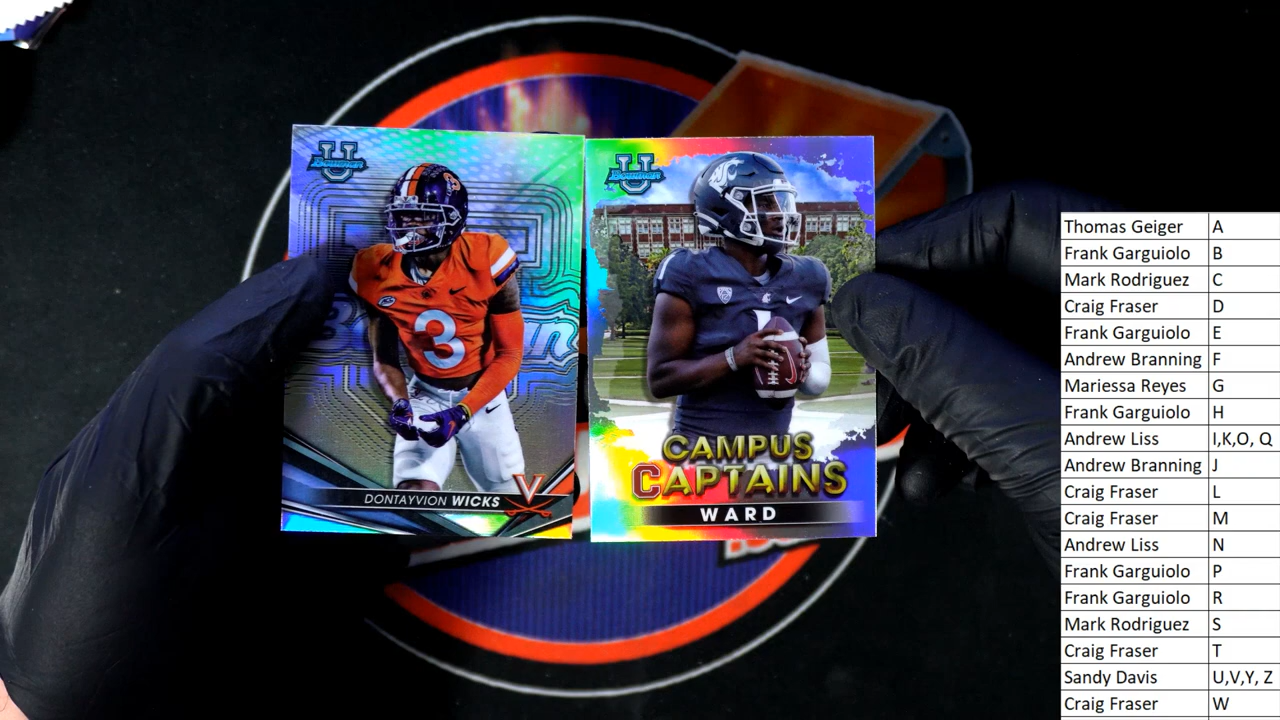 U
Bowman
3
DONTAYVION WICKS
V
U
Bowman
1
CAMPUS
CAPTAINS
WARD
Thomas Geiger A
Frank Garguiolo B
Mark Rodriguez C
Craig Fraser D
Frank Garguiolo E
Andrew Branning F
Mariessa Reyes G
Frank Garguiolo H
Andrew Liss I,K,O, Q
Andrew Branning J
Craig Fraser L
Craig Fraser M
Andrew Liss N
Frank Garguiolo P
Frank Garguiolo R
Mark Rodriguez S
Craig Fraser T
Sandy Davis U,V,Y, Z
Craig Fraser W